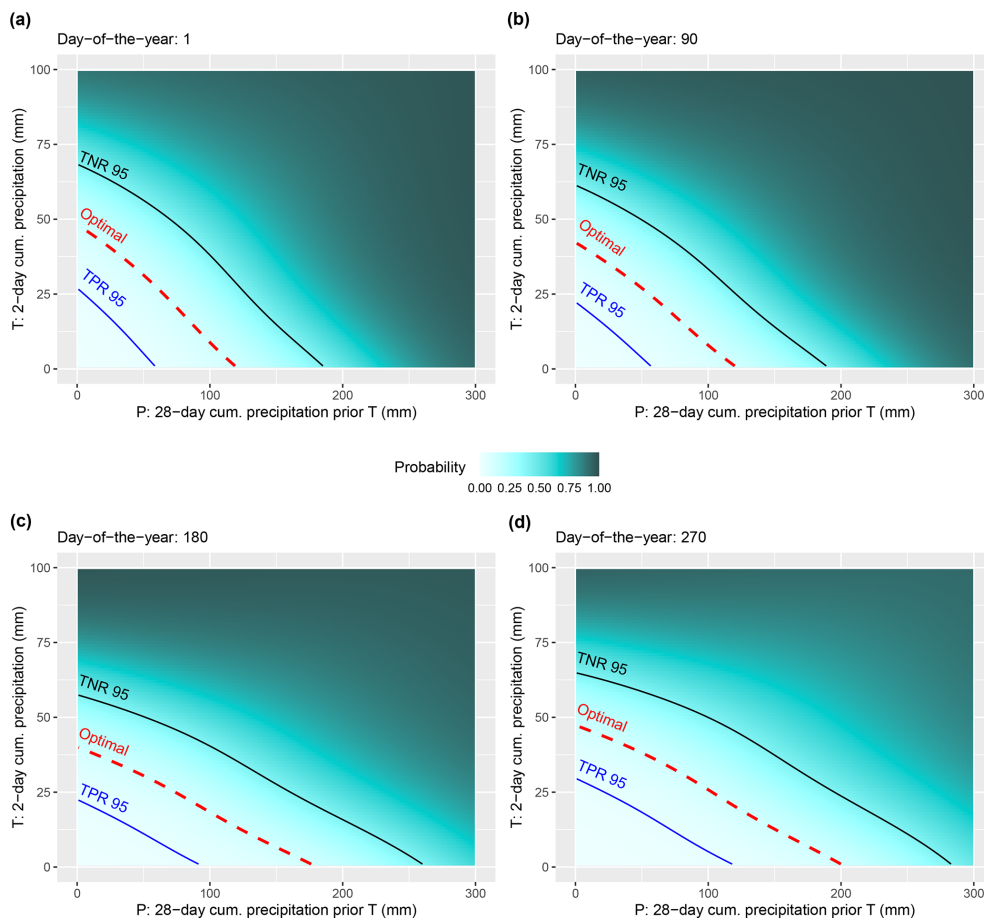 (a)
Day-of-the-year: 1
100
75
50
25
0
T: 2-day cum. precipitation (mm)
TNR 95
Optimal
TPR 95
0
100
200
300
P: 28-day cum. precipitation prior T (mm)
(b)
Day-of-the-year: 90
100
75
50
25
0
T: 2-day cum. precipitation (mm)
TNR 95
Optimal
TPR 95
0
100
200
300
P: 28-day cum. precipitation prior T (mm)
Probability
0.00 0.25 0.50 0.75 1.00
(c)
Day-of-the-year: 180
100
75
50
25
0
T: 2-day cum. precipitation (mm)
TNR 95
Optimal
TPR 95
0
100
200
300
P: 28-day cum. precipitation prior T (mm)
(d)
Day-of-the-year: 270
100
75
50
25
0
T: 2-day cum. precipitation (mm)
TNR 95
Optimal
TPR 95
0
100
200
300
P: 28-day cum. precipitation prior T (mm)